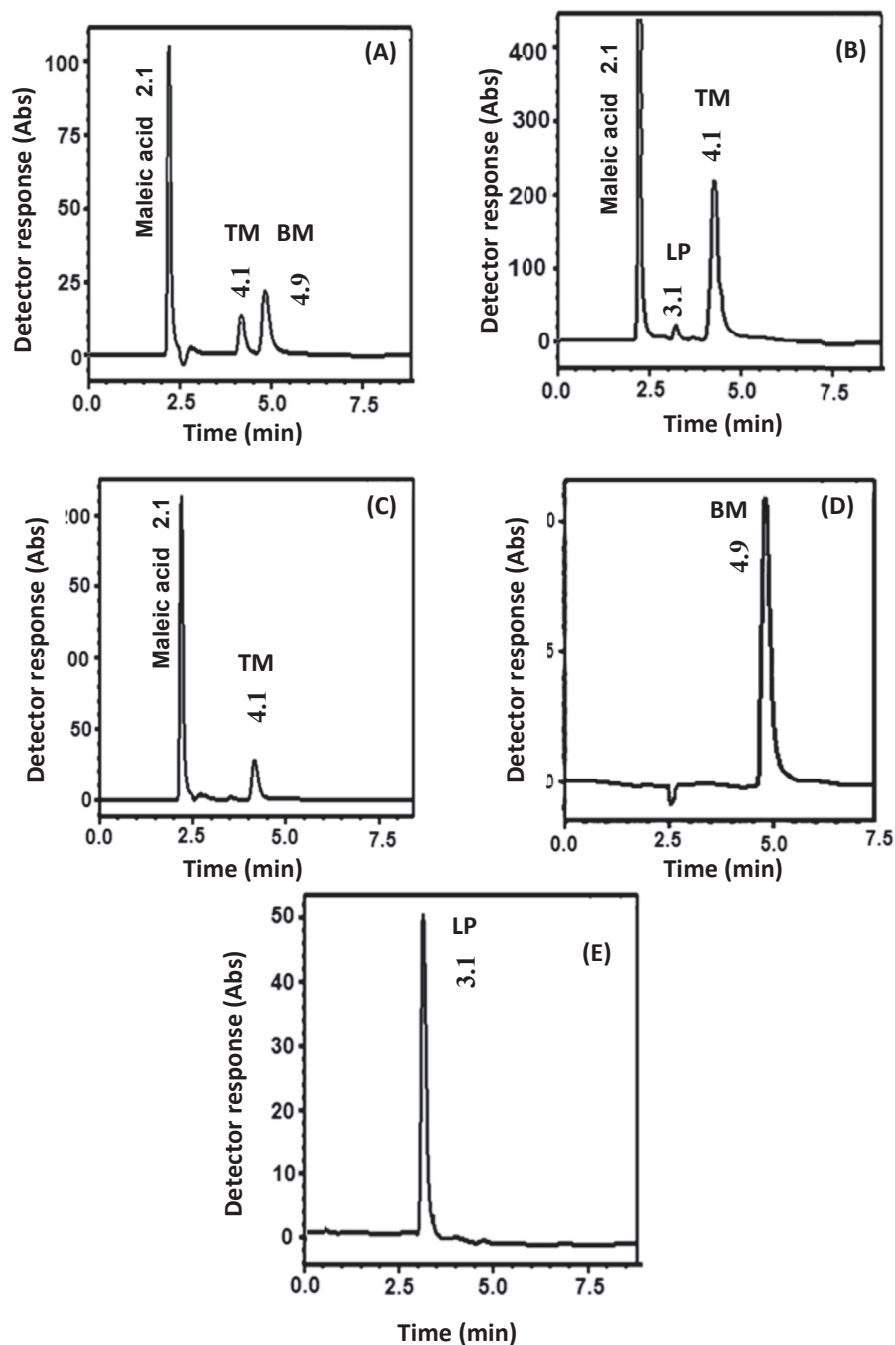 (A)
Detector response (Abs)
100
75
50
25
0
Maleic acid 2.1
TM
4.1
BM
4.9
0.0 2.5 5.0 7.5
Time (min)
(B)
Detector response (Abs)
400
300
200
100
0
Maleic acid 2.1
LP
3.1
TM
4.1
0.0 2.5 5.0 7.5
Time (min)
(C)
Detector response (Abs)
200
50
00
50
0
Maleic acid 2.1
TM
4.1
0.0 2.5 5.0 7.5
Time (min)
(D)
Detector response (Abs)
0
5
0
BM
4.9
0.0 2.5 5.0 7.5
Time (min)
(E)
Detector response (Abs)
50
40
30
20
10
0
LP
3.1
0.0 2.5 5.0 7.5
Time (min)